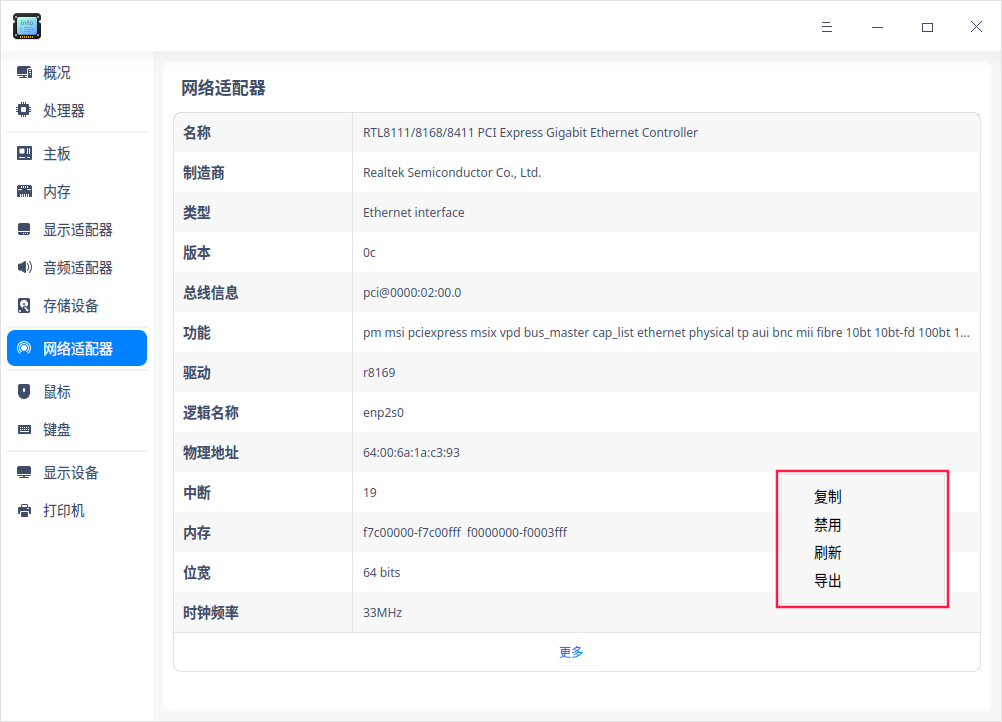 info
概况
处理器
主板
内存
显示适配器
音频适配器
存储设备
网络适配器
鼠标
键盘
显示设备
打印机
网络适配器
名称 RTL8111/8168/8411 PCI Express Gigabit Ethernet Controller
制造商 Realtek Semiconductor Co., Ltd.
类型 Ethernet interface
版本 0c
总线信息 pci@0000:02:00.0
功能 pm msi pciexpress msix vpd bus_master cap_list ethernet physical tp aui bnc mii fibre 10bt 10bt-fd 100bt 1...
驱动 r8169
逻辑名称 enp2s0
物理地址 64:00:6a:1a:c3:93
中断 19
内存 f7c00000-f7c00fff f0000000-f0003fff
位宽 64 bits
时钟频率 33MHz
更多
复制
禁用
刷新
导出